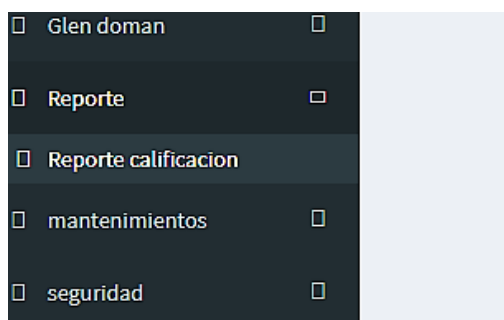 Glen doman
Reporte
Reporte calificacion
mantenimientos
seguridad